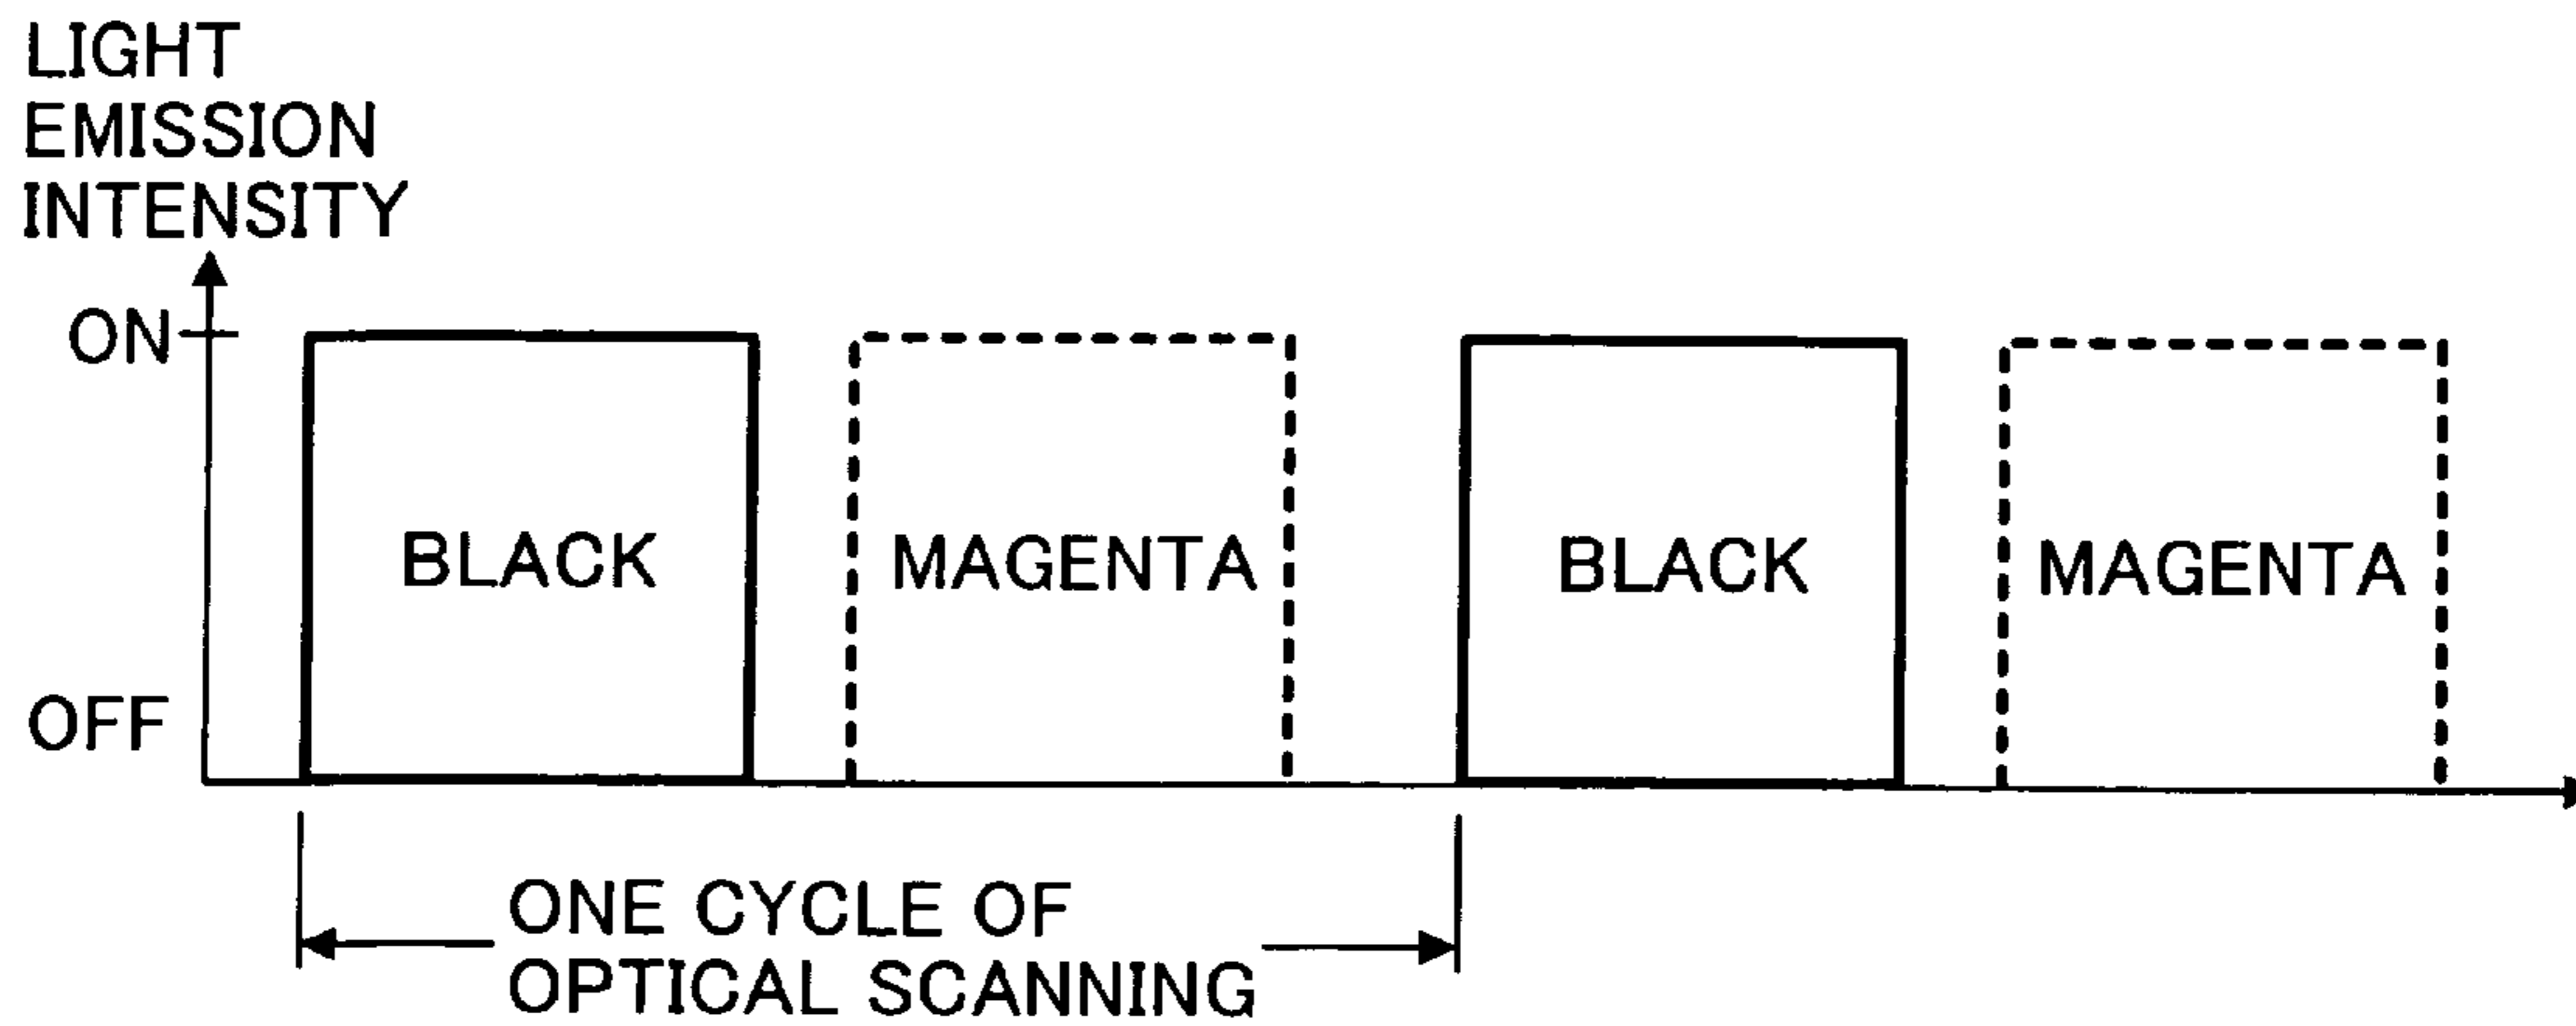 LIGHT
EMISSION
INTENSITY
ON
BLACK
MAGENTA
BLACK
MAGENTA
OFF
ONE CYCLE OF
OPTICAL SCANNING